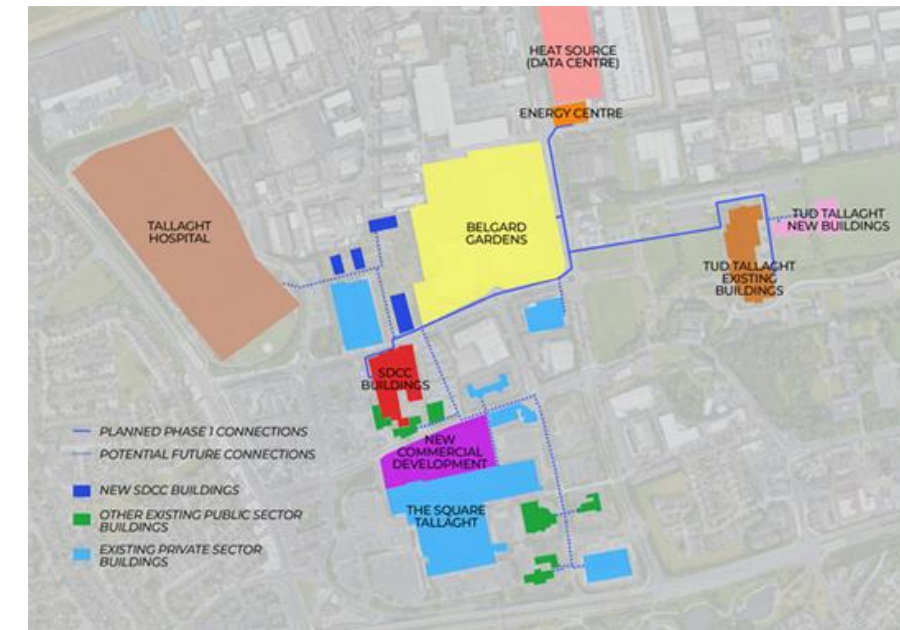 HEAT SOURCE
(DATA CENTRE)
ENERGY CENTRE
TALLAGHT
HOSPITAL
BELGARD
GARDENS
TUD TALLAGHT
NEW BUILDINGS
TUD TALLAGHT
EXISTING
BUILDINGS
SDCC
BUILDINGS
NEW
COMMERCIAL
DEVELOPMENT
THE SQUARE
TALLAGHT
PLANNED PHASE 1 CONNECTIONS
POTENTIAL FUTURE CONNECTIONS
NEW SDCC BUILDINGS
OTHER EXISTING PUBLIC SECTOR
BUILDINGS
EXISTING PRIVATE SECTOR
BUILDINGS